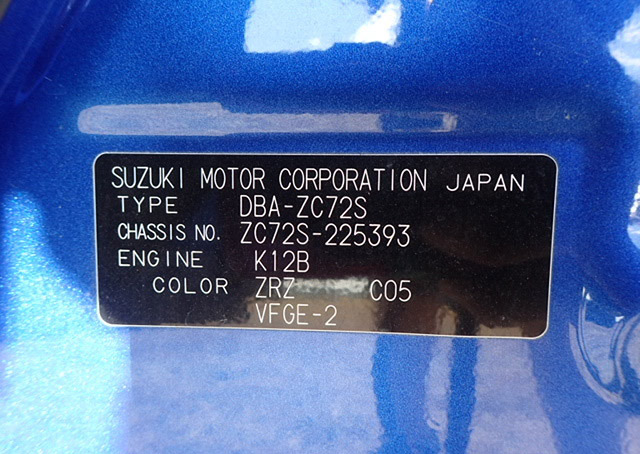 SUZUKI MOTOR CORPORATION JAPAN
TYPE DBA-ZC72S
CHASSIS NO. ZC72S-225393
ENGINE K12B
COLOR ZRZ C05
VFGE-2